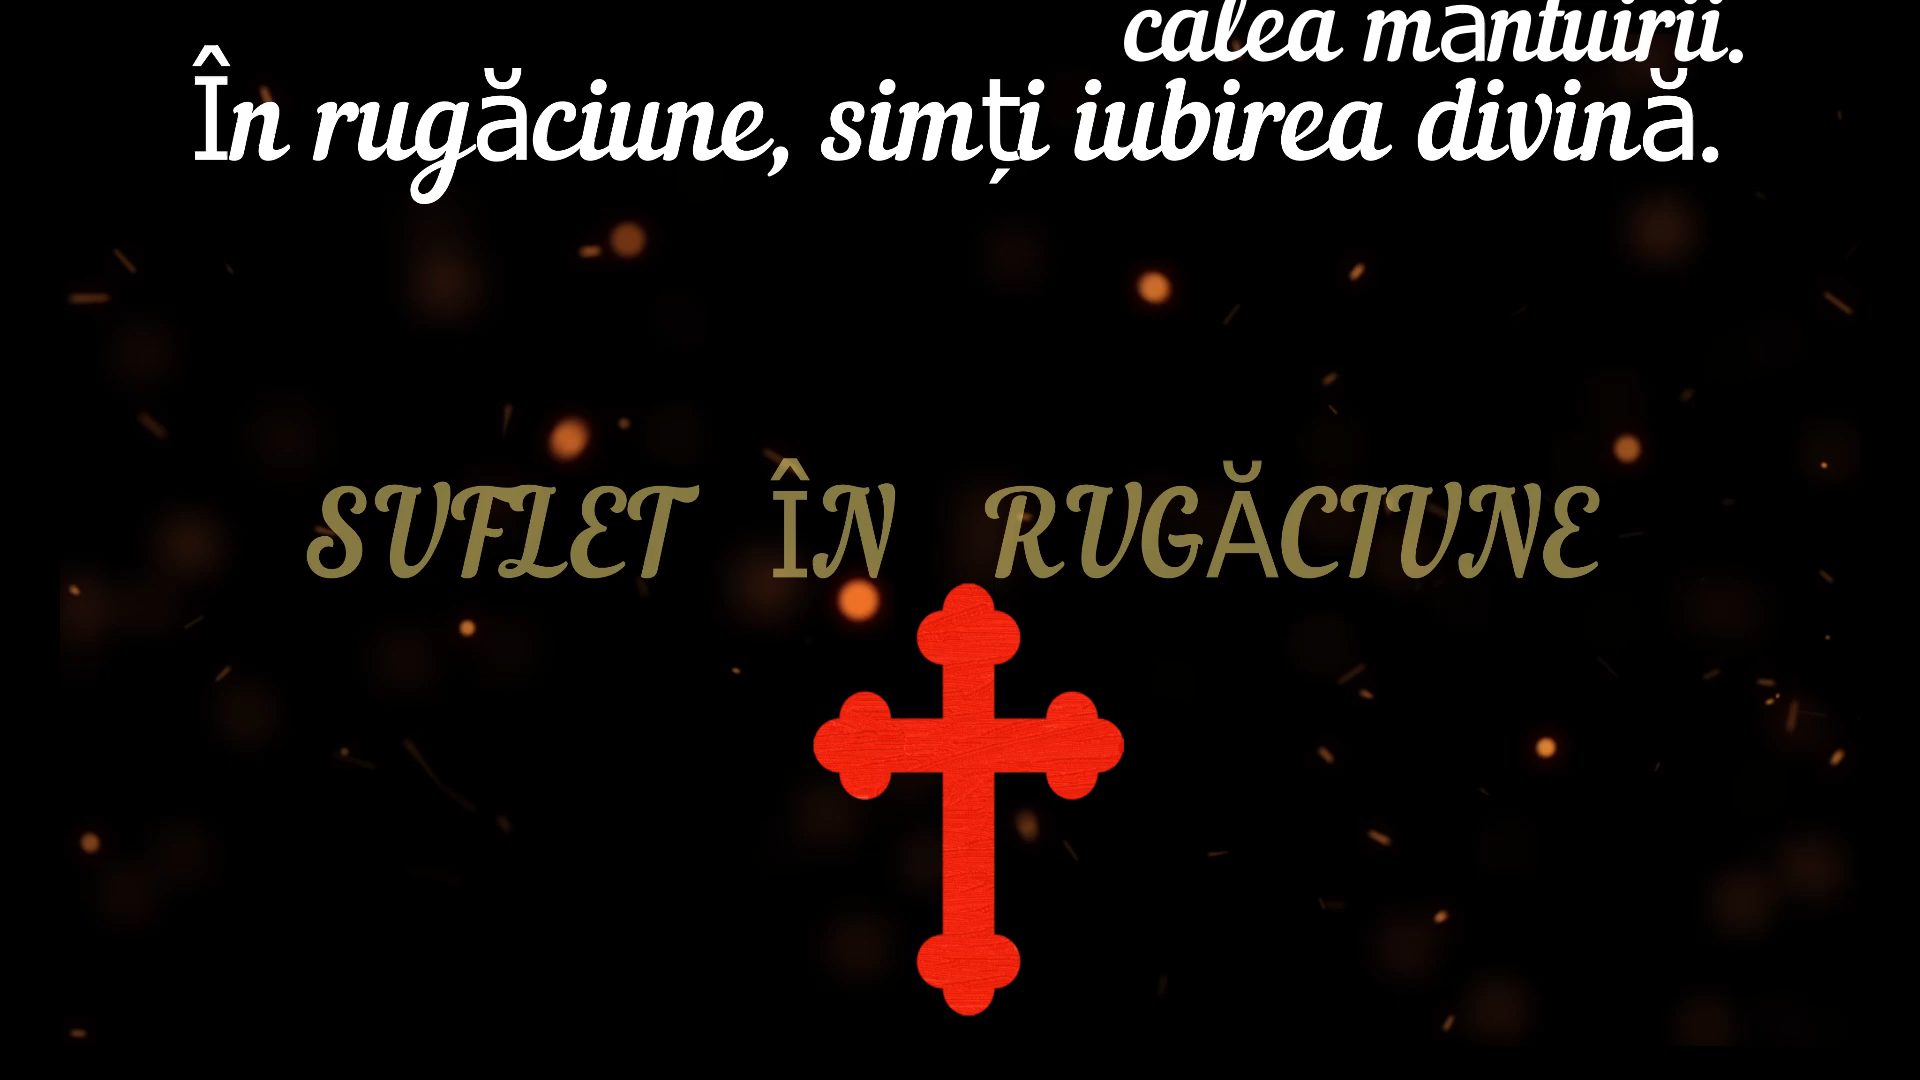 calea mântuirii.
În rugăciune, simți iubirea divină.
SUFLET ÎN RUGĂCIUNE